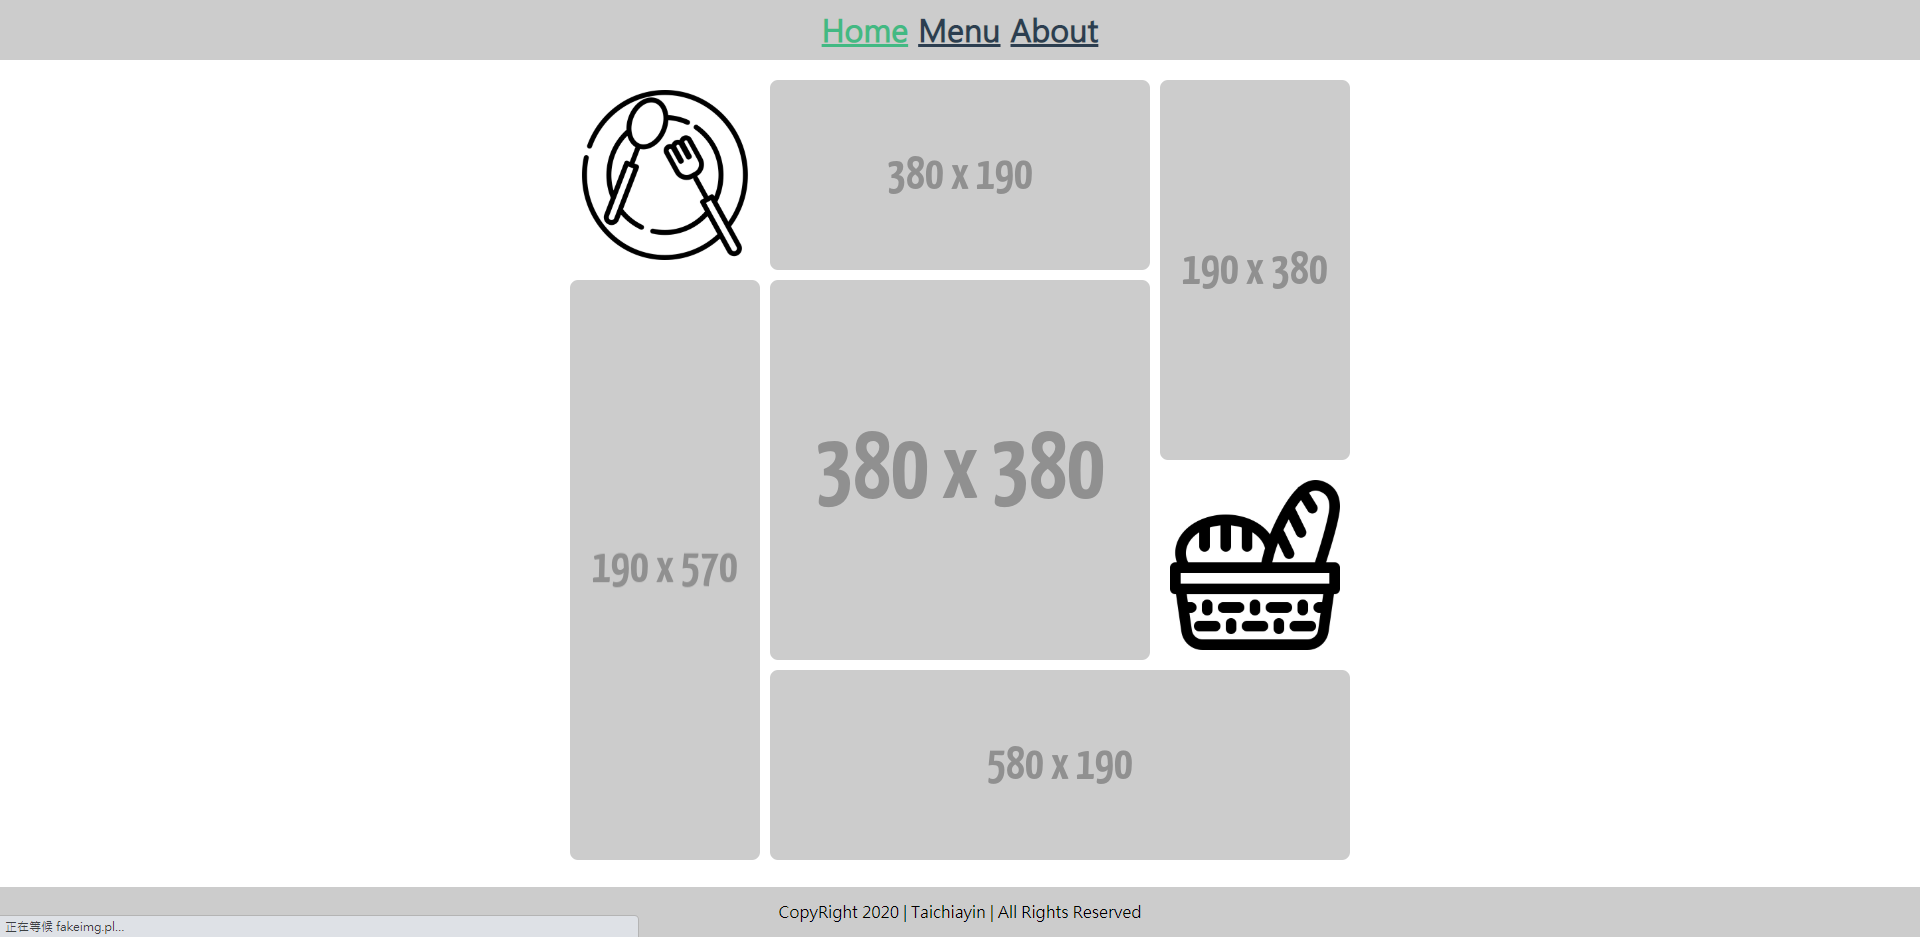 Home Menu About
380 x 190
190 x 380
380 x 380
190 x 570
580 x 190
CopyRight 2020 | Taichiayin | All Rights Reserved
正在等候 fakeimg.pl...